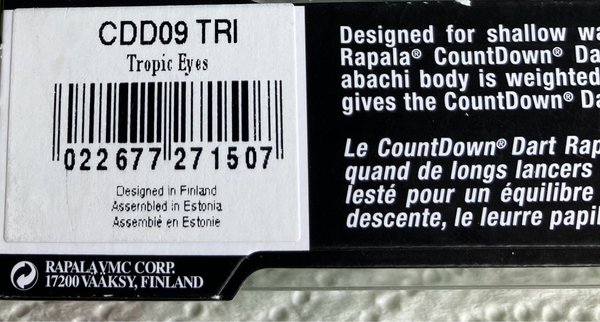 CDD09 TRI
Tropic Eyes
022677 271507
Designed in Finland
Assembled in Estonia
Assemblé en Estonie
RAPALA VMC CORP.
17200 VÄÄKSY, FINLAND
Designed for shallow
Rapala® CountDown®
abachi body is weighted
gives the CountDown®
Le CountDown® Dart
quand de longs lancers
lesté pour un équilibre
descente, le leurre